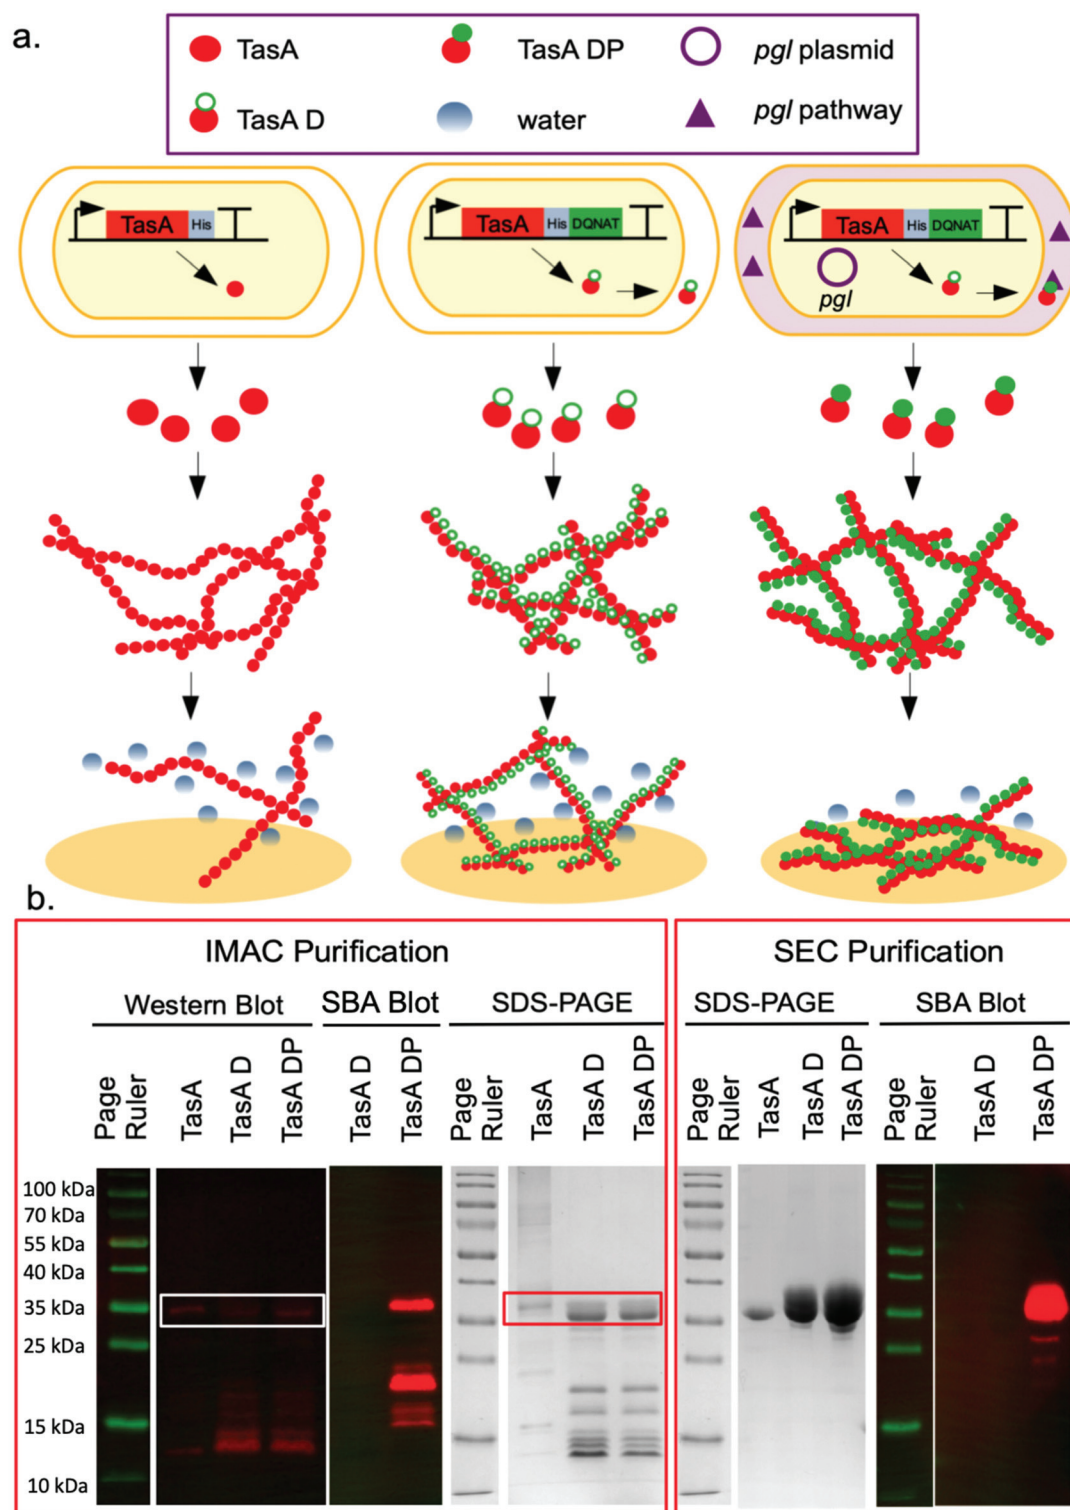 a.
TasA
TasA DP
pgl plasmid
TasA D
water
pgl pathway
TasA His
TasA His DQNAT
TasA His DQNAT
pgl
b.
IMAC Purification
SEC Purification
Western Blot
SBA Blot
SDS-PAGE
SDS-PAGE
SBA Blot
Page
Ruler
TasA
TasA D
TasA DP
TasA D
TasA DP
Page
Ruler
TasA
TasA D
TasA DP
Page
Ruler
TasA
TasA D
TasA DP
Page
Ruler
TasA D
TasA DP
100 kDa
70 kDa
55 kDa
40 kDa
35 kDa
25 kDa
15 kDa
10 kDa